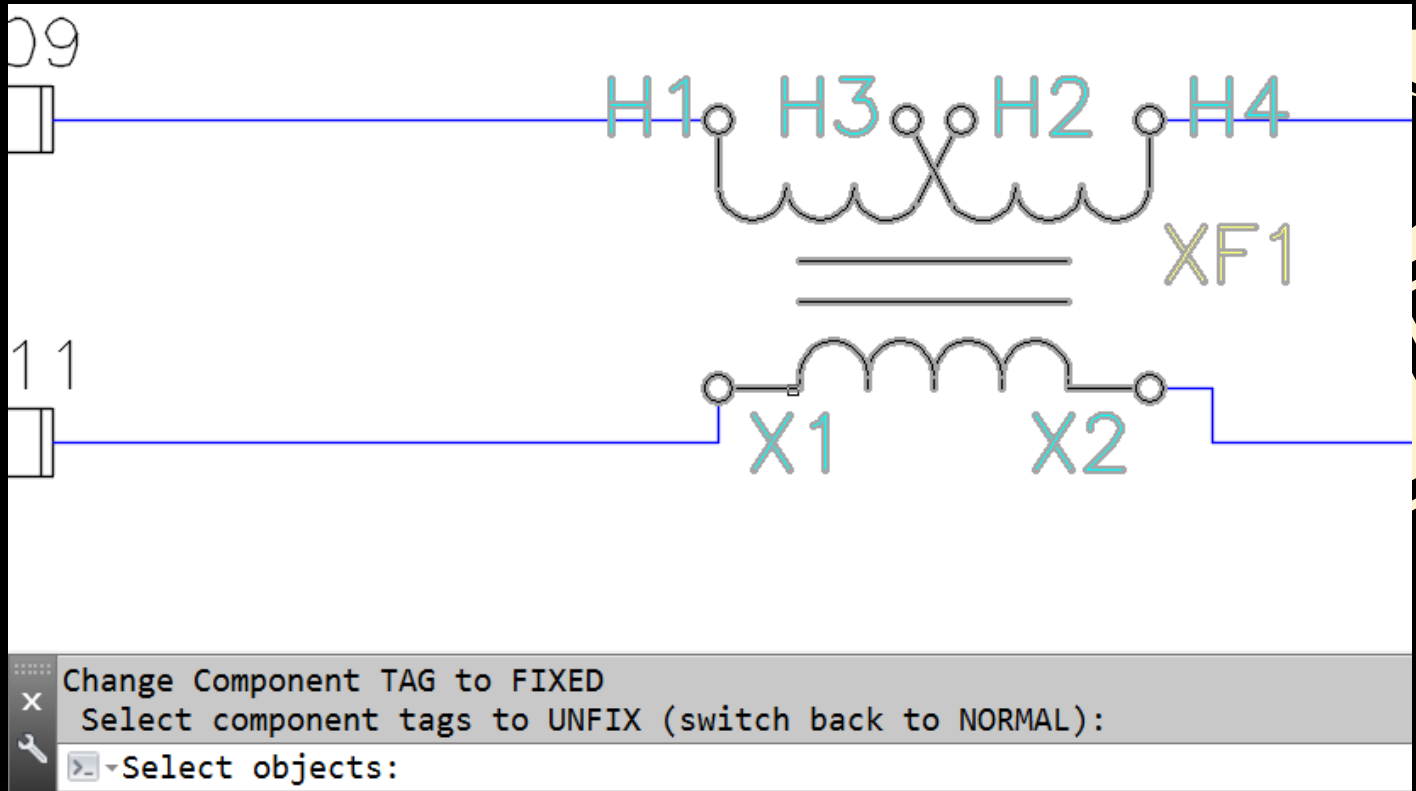 09
H1 H3 H2 H4
XF1
11
X1 X2
Change Component TAG to FIXED
Select component tags to UNFIX (switch back to NORMAL):
Select objects: